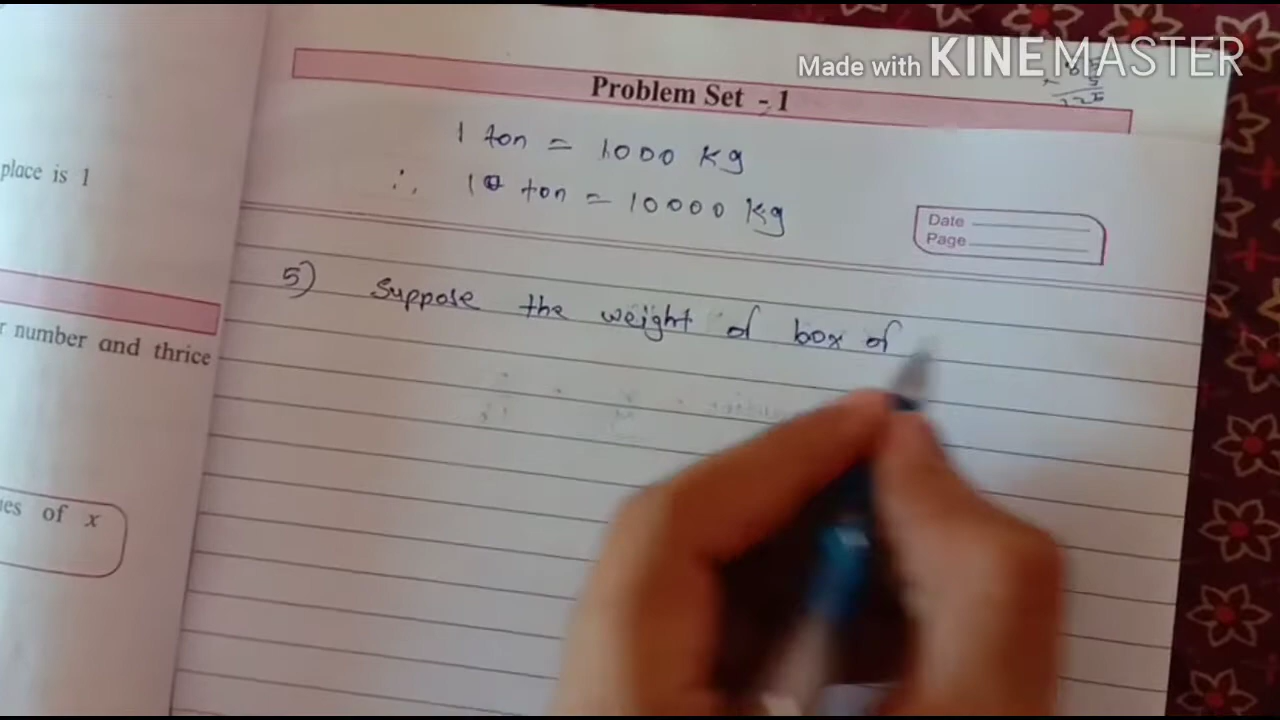 Made with KINEMASTER
Problem Set - 1
1 ton = 1000 kg
∴ 10 ton = 10000 kg
place is 1
Date
Page
5) Suppose the weight of box of
r number and thrice
es of x